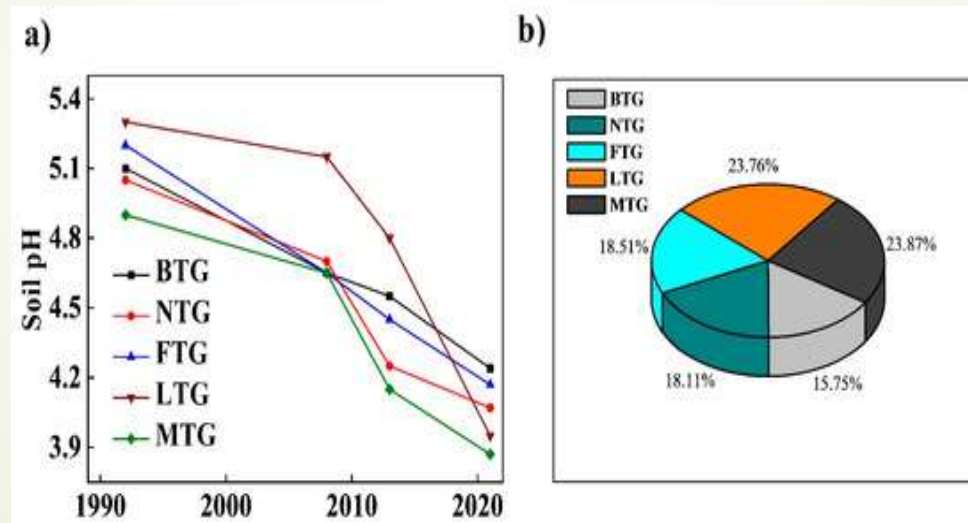 a)
Soil pH
5.4
5.1
4.8
4.5
4.2
3.9
BTG
NTG
FTG
LTG
MTG
1990
2000
2010
2020
b)
BTG
NTG
FTG
LTG
MTG
23.76%
18.51%
23.87%
18.11%
15.75%